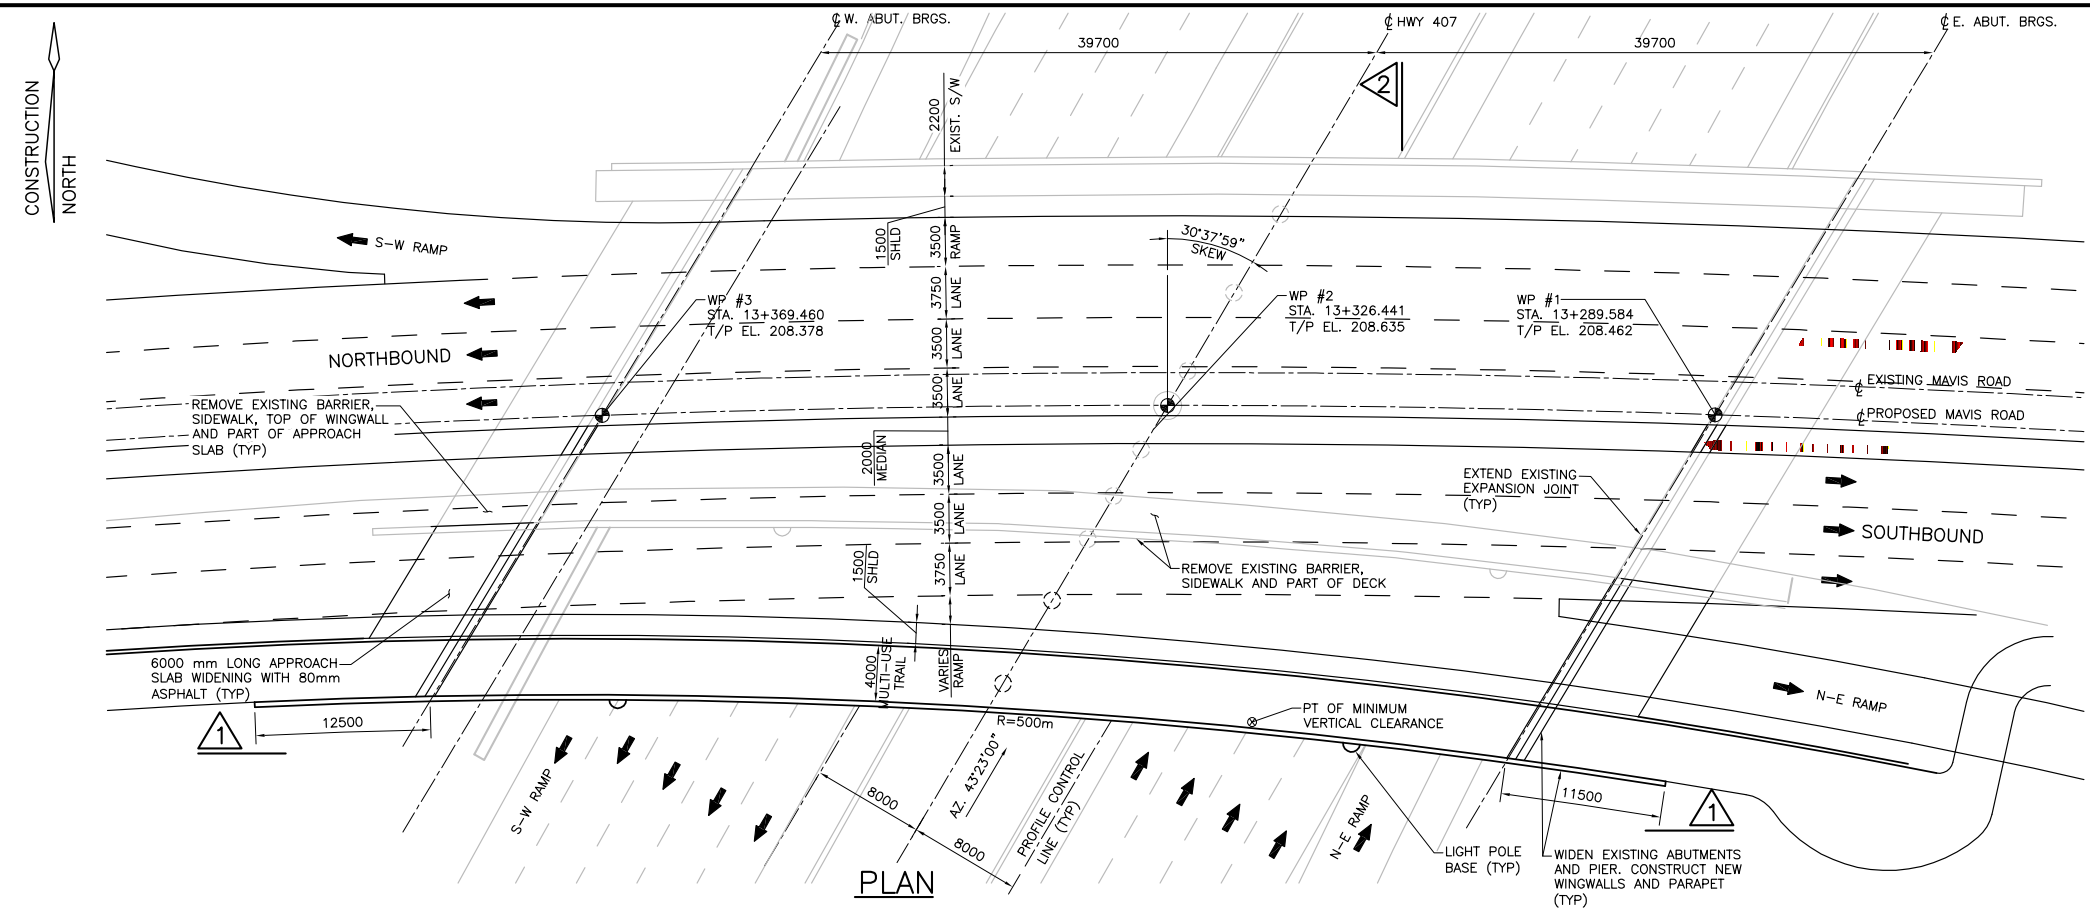 ℄ W. ABUT. BRGS.
℄ HWY 407
℄ E. ABUT. BRGS.
39700
39700
CONSTRUCTION
NORTH
2
2200
EXIST. S/W
1500
SHLD
3500
RAMP
3750
LANE
3500
LANE
3500
LANE
2000
MEDIAN
3500
LANE
3500
LANE
3750
LANE
1500
SHLD
VARIES
RAMP
4000
MULTI-USE
TRAIL
30°37'59"
SKEW
S-W RAMP
WP #3
STA. 13+369.460
T/P EL. 208.378
WP #2
STA. 13+326.441
T/P EL. 208.635
WP #1
STA. 13+289.584
T/P EL. 208.462
NORTHBOUND
℄ EXISTING MAVIS ROAD
℄ PROPOSED MAVIS ROAD
REMOVE EXISTING BARRIER,
SIDEWALK, TOP OF WINGWALL
AND PART OF APPROACH
SLAB (TYP)
EXTEND EXISTING
EXPANSION JOINT
(TYP)
SOUTHBOUND
REMOVE EXISTING BARRIER,
SIDEWALK AND PART OF DECK
6000 mm LONG APPROACH
SLAB WIDENING WITH 80mm
ASPHALT (TYP)
N-E RAMP
PT OF MINIMUM
VERTICAL CLEARANCE
R=500m
12500
1
11500
1
S-W RAMP
8000
8000
AZ. 43°23'00"
PROFILE CONTROL
LINE (TYP)
N-E RAMP
LIGHT POLE
BASE (TYP)
WIDEN EXISTING ABUTMENTS
AND PIER. CONSTRUCT NEW
WINGWALLS AND PARAPET
(TYP)
PLAN